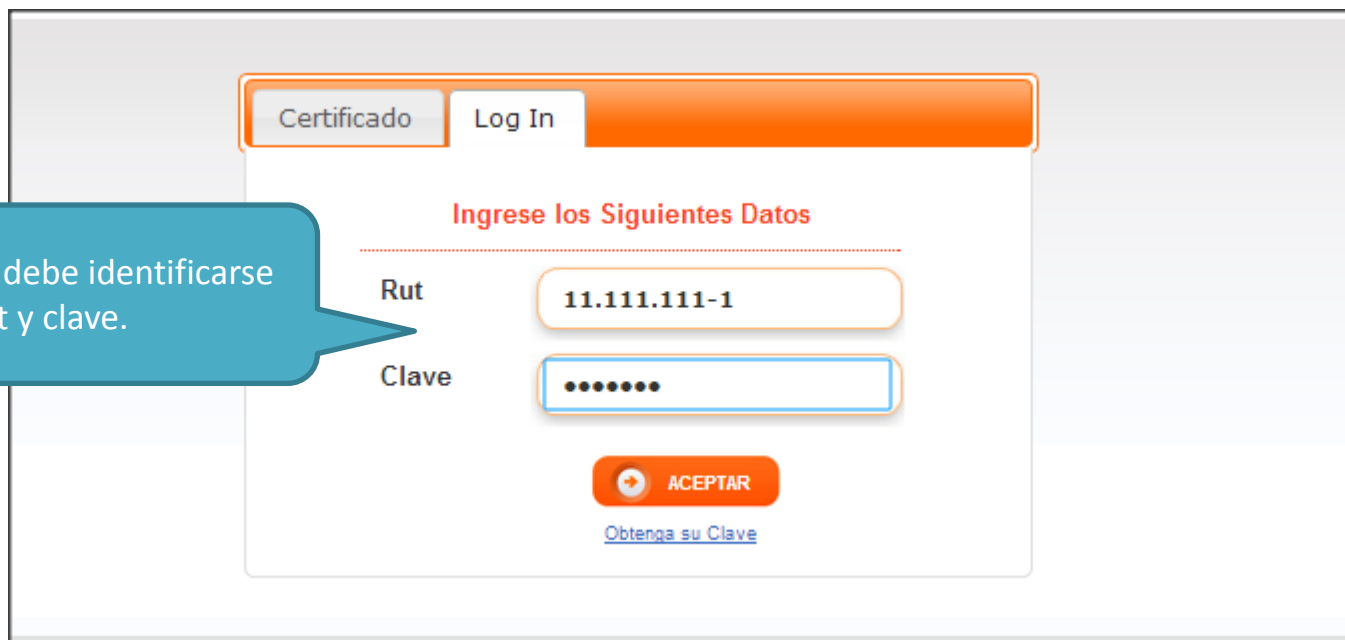 Certificado
Log In
Ingrese los Siguientes Datos
debe identificarse
t y clave.
Rut
11.111.111-1
Clave
•••••••
ACEPTAR
Obtenga su Clave